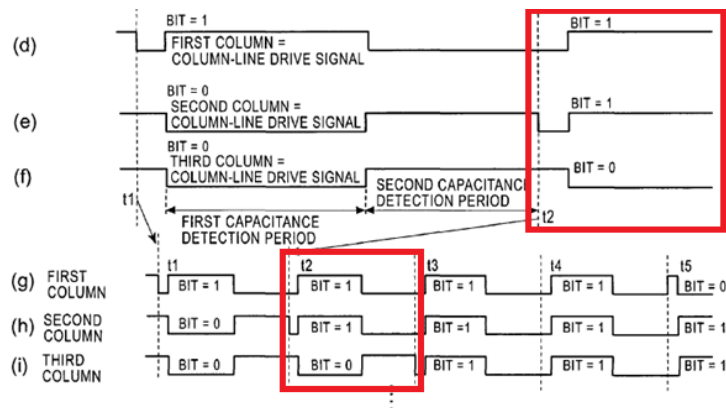 BIT = 1 BIT = 1
(d) FIRST COLUMN =
COLUMN-LINE DRIVE SIGNAL
BIT = 0
(e) SECOND COLUMN = BIT = 1
COLUMN-LINE DRIVE SIGNAL
BIT = 0
(f) THIRD COLUMN = BIT = 0
COLUMN-LINE DRIVE SIGNAL SECOND CAPACITANCE
t1 DETECTION PERIOD
FIRST CAPACITANCE t2
DETECTION PERIOD
t1 t2 t3 t4 t5
(g) FIRST COLUMN BIT = 1 BIT = 1 BIT = 1 BIT = 1 BIT = 0
(h) SECOND COLUMN BIT = 0 BIT = 1 BIT =1 BIT = 1 BIT = 1
(i) THIRD COLUMN BIT = 0 BIT = 0 BIT = 1 BIT = 1 BIT = 1